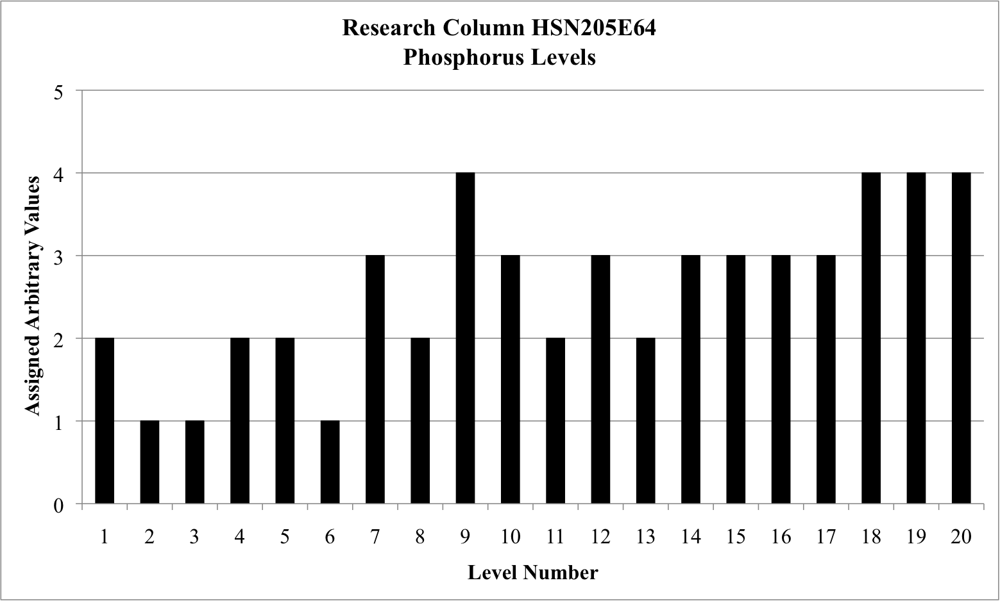 Research Column HSN205E64
Phosphorus Levels
5
4
3
2
1
0
Assigned Arbitrary Values
1 2 3 4 5 6 7 8 9 10 11 12 13 14 15 16 17 18 19 20
Level Number